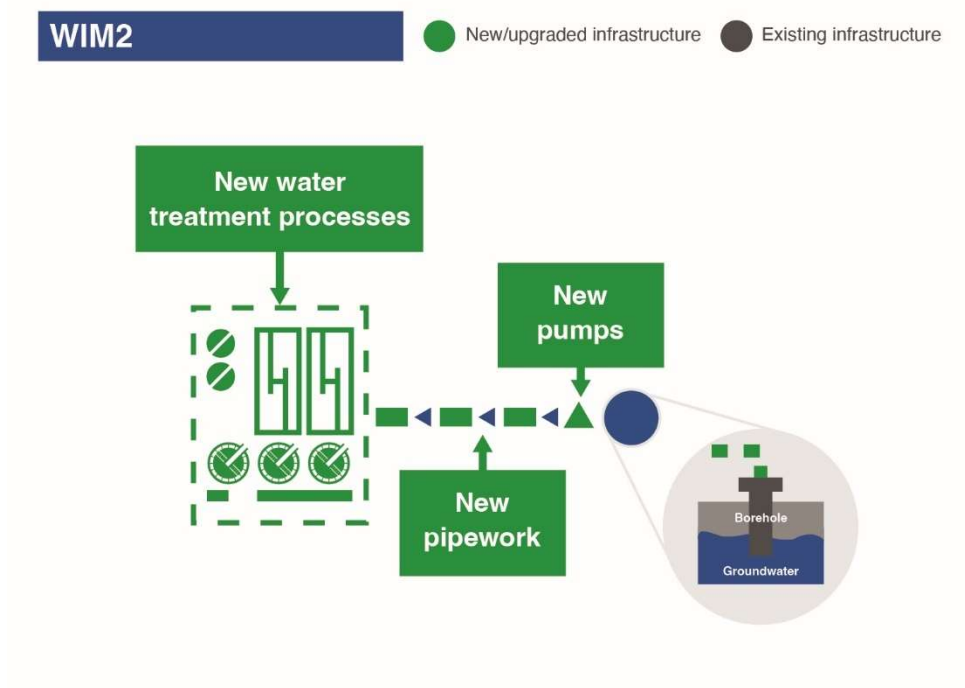 WIM2
New/upgraded infrastructure
Existing infrastructure
New water
treatment processes
New
pumps
New
pipework
Borehole
Groundwater